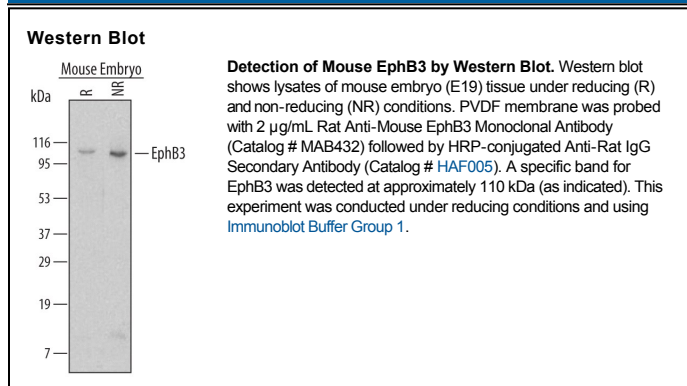 Western Blot
Mouse Embryo
kDa
R
NR
116
95
53
37
29
19
7
EphB3
Detection of Mouse EphB3 by Western Blot. Western blot
shows lysates of mouse embryo (E19) tissue under reducing (R)
and non-reducing (NR) conditions. PVDF membrane was probed
with 2 µg/mL Rat Anti-Mouse EphB3 Monoclonal Antibody
(Catalog # MAB432) followed by HRP-conjugated Anti-Rat IgG
Secondary Antibody (Catalog # HAF005). A specific band for
EphB3 was detected at approximately 110 kDa (as indicated). This
experiment was conducted under reducing conditions and using
Immunoblot Buffer Group 1.